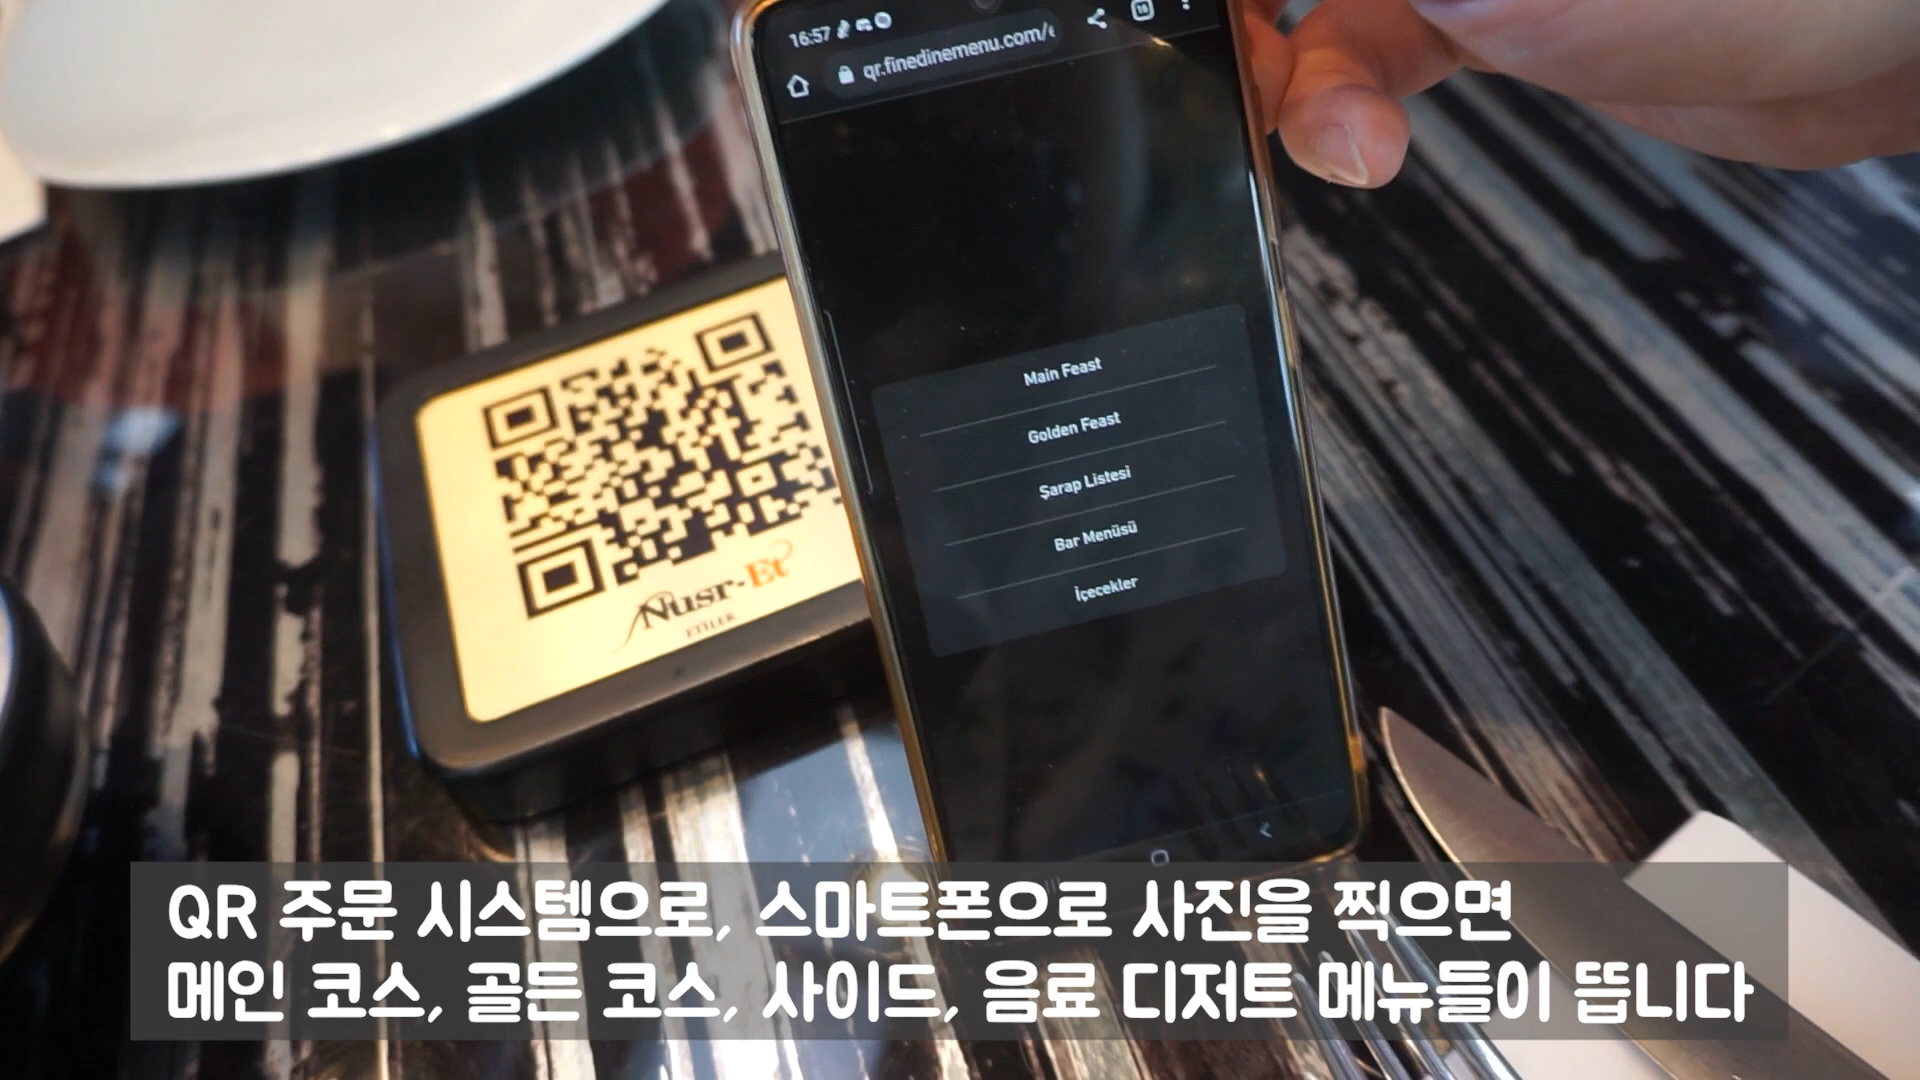 16:57
qr.finedinemenu.com/e
16
Main Feast
Golden Feast
Şarap Listesi
Bar Menüsü
İçecekler
Nusr-Et
ETİLER
QR 주문 시스템으로, 스마트폰으로 사진을 찍으면
메인 코스, 골든 코스, 사이드, 음료 디저트 메뉴들이 뜹니다